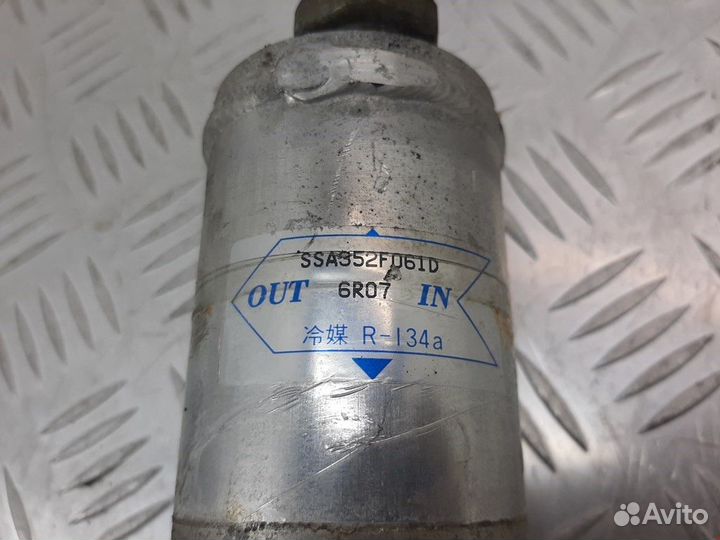 SSA352F061D
OUT 6R07 IN
冷媒 R-134a
Avito